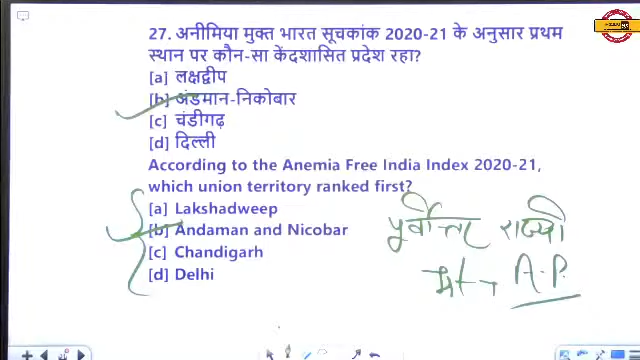 27. अनीमिया मुक्त भारत सूचकांक 2020-21 के अनुसार प्रथम
स्थान पर कौन-सा केंदशासित प्रदेश रहा?
[a] लक्षद्वीप
[b] अंडमान-निकोबार
[c] चंडीगढ़
[d] दिल्ली
According to the Anemia Free India Index 2020-21,
which union territory ranked first?
[a] Lakshadweep
[b] Andaman and Nicobar
[c] Chandigarh
[d] Delhi
पूर्वोत्तर राज्यो
में → A.P.